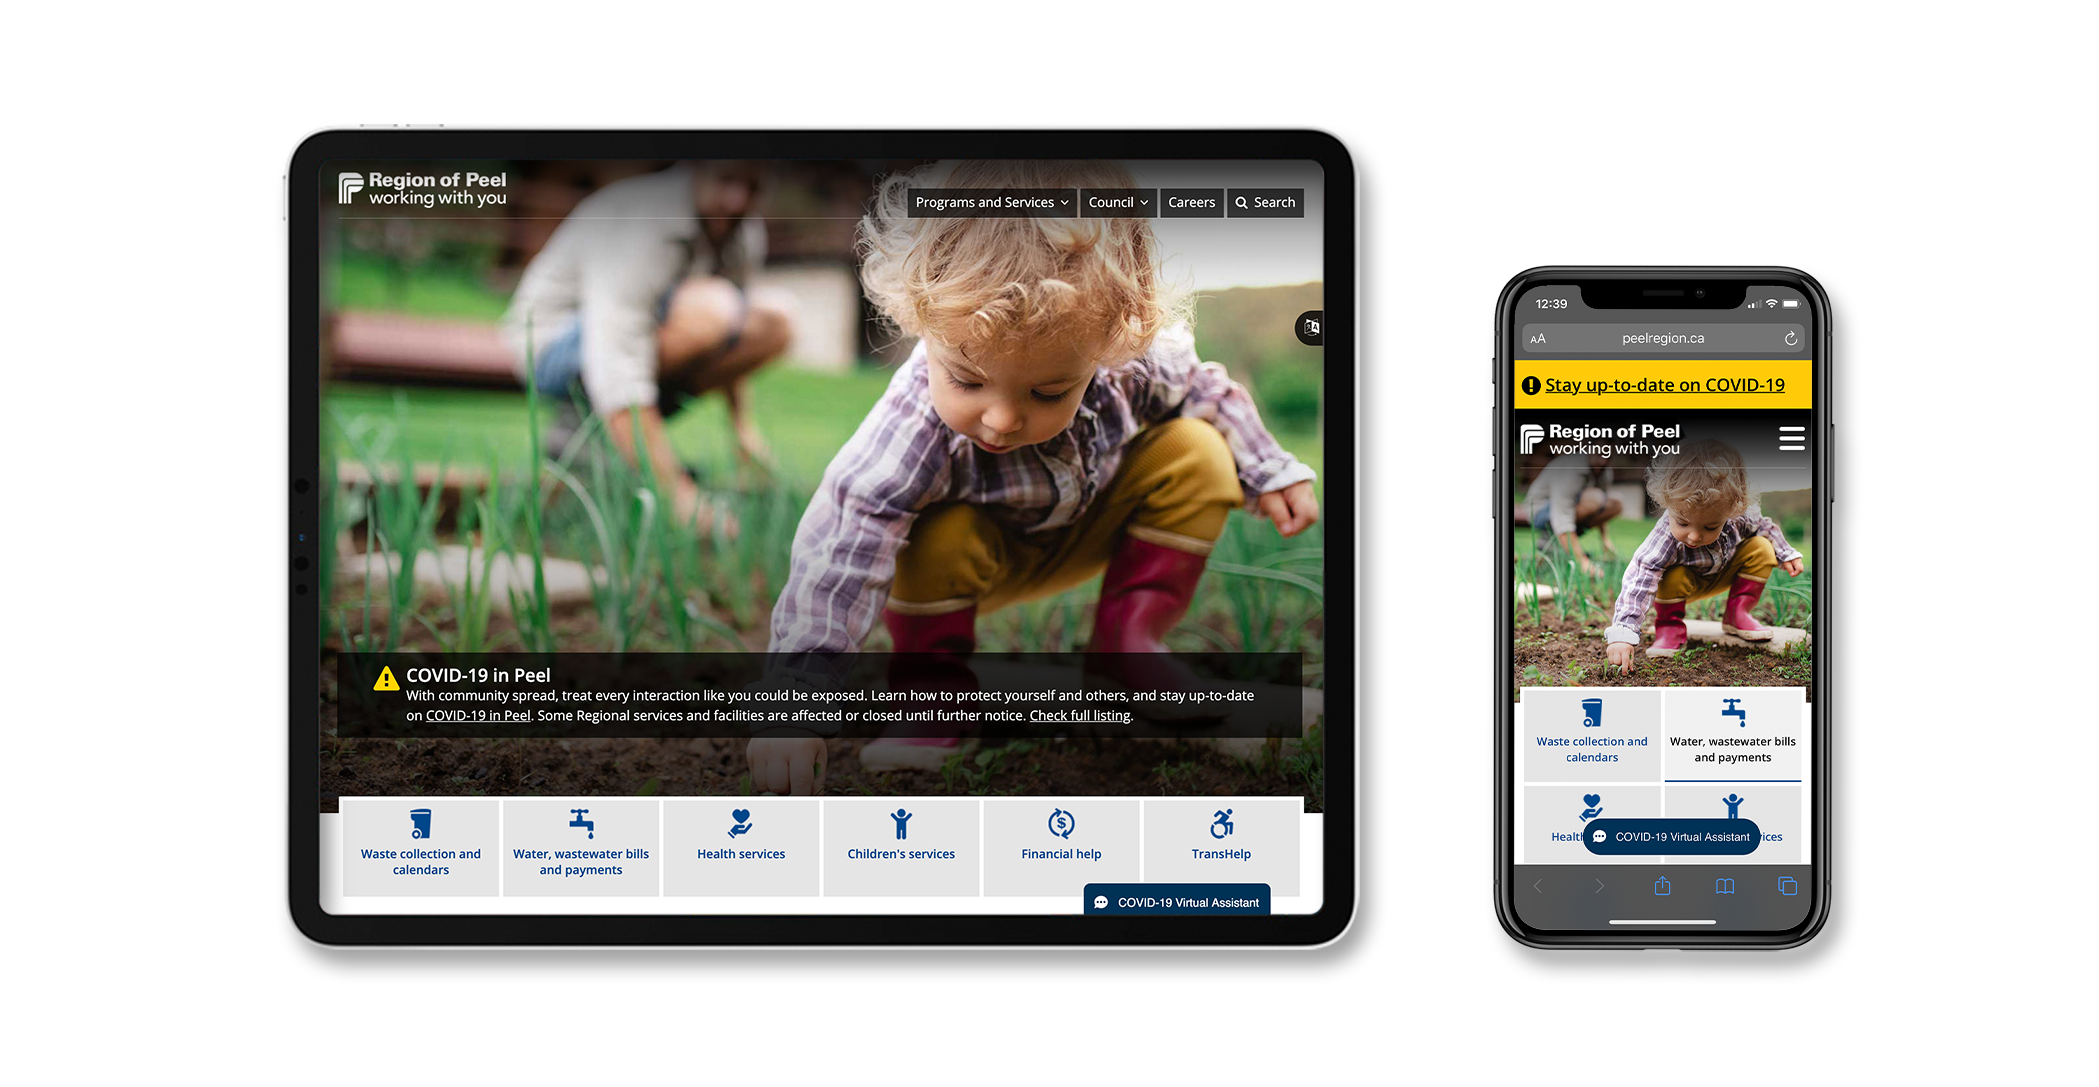 Region of Peel
working with you
Programs and Services
Council
Careers
Search
COVID-19 in Peel
With community spread, treat every interaction like you could be exposed. Learn how to protect yourself and others, and stay up-to-date
on COVID-19 in Peel. Some Regional services and facilities are affected or closed until further notice. Check full listing.
Waste collection and
calendars
Water, wastewater bills
and payments
Health services
Children's services
Financial help
TransHelp
COVID-19 Virtual Assistant
12:39
AA
peelregion.ca
Stay up-to-date on COVID-19
Region of Peel
working with you
Waste collection and
calendars
Water, wastewater bills
and payments
Health
COVID-19 Virtual Assistant